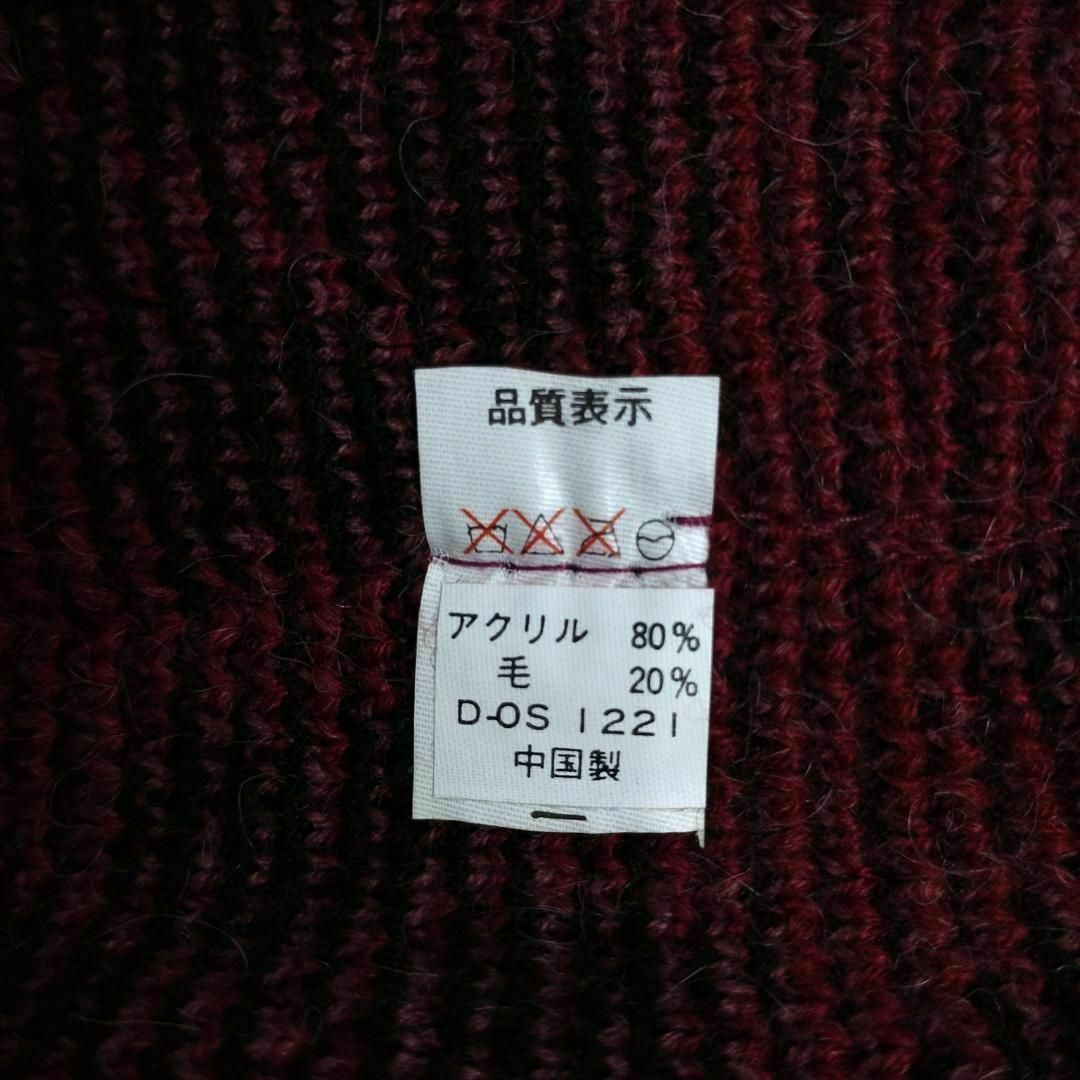 品質表示
アクリル 80%
毛 20%
D-OS 1221
中国製